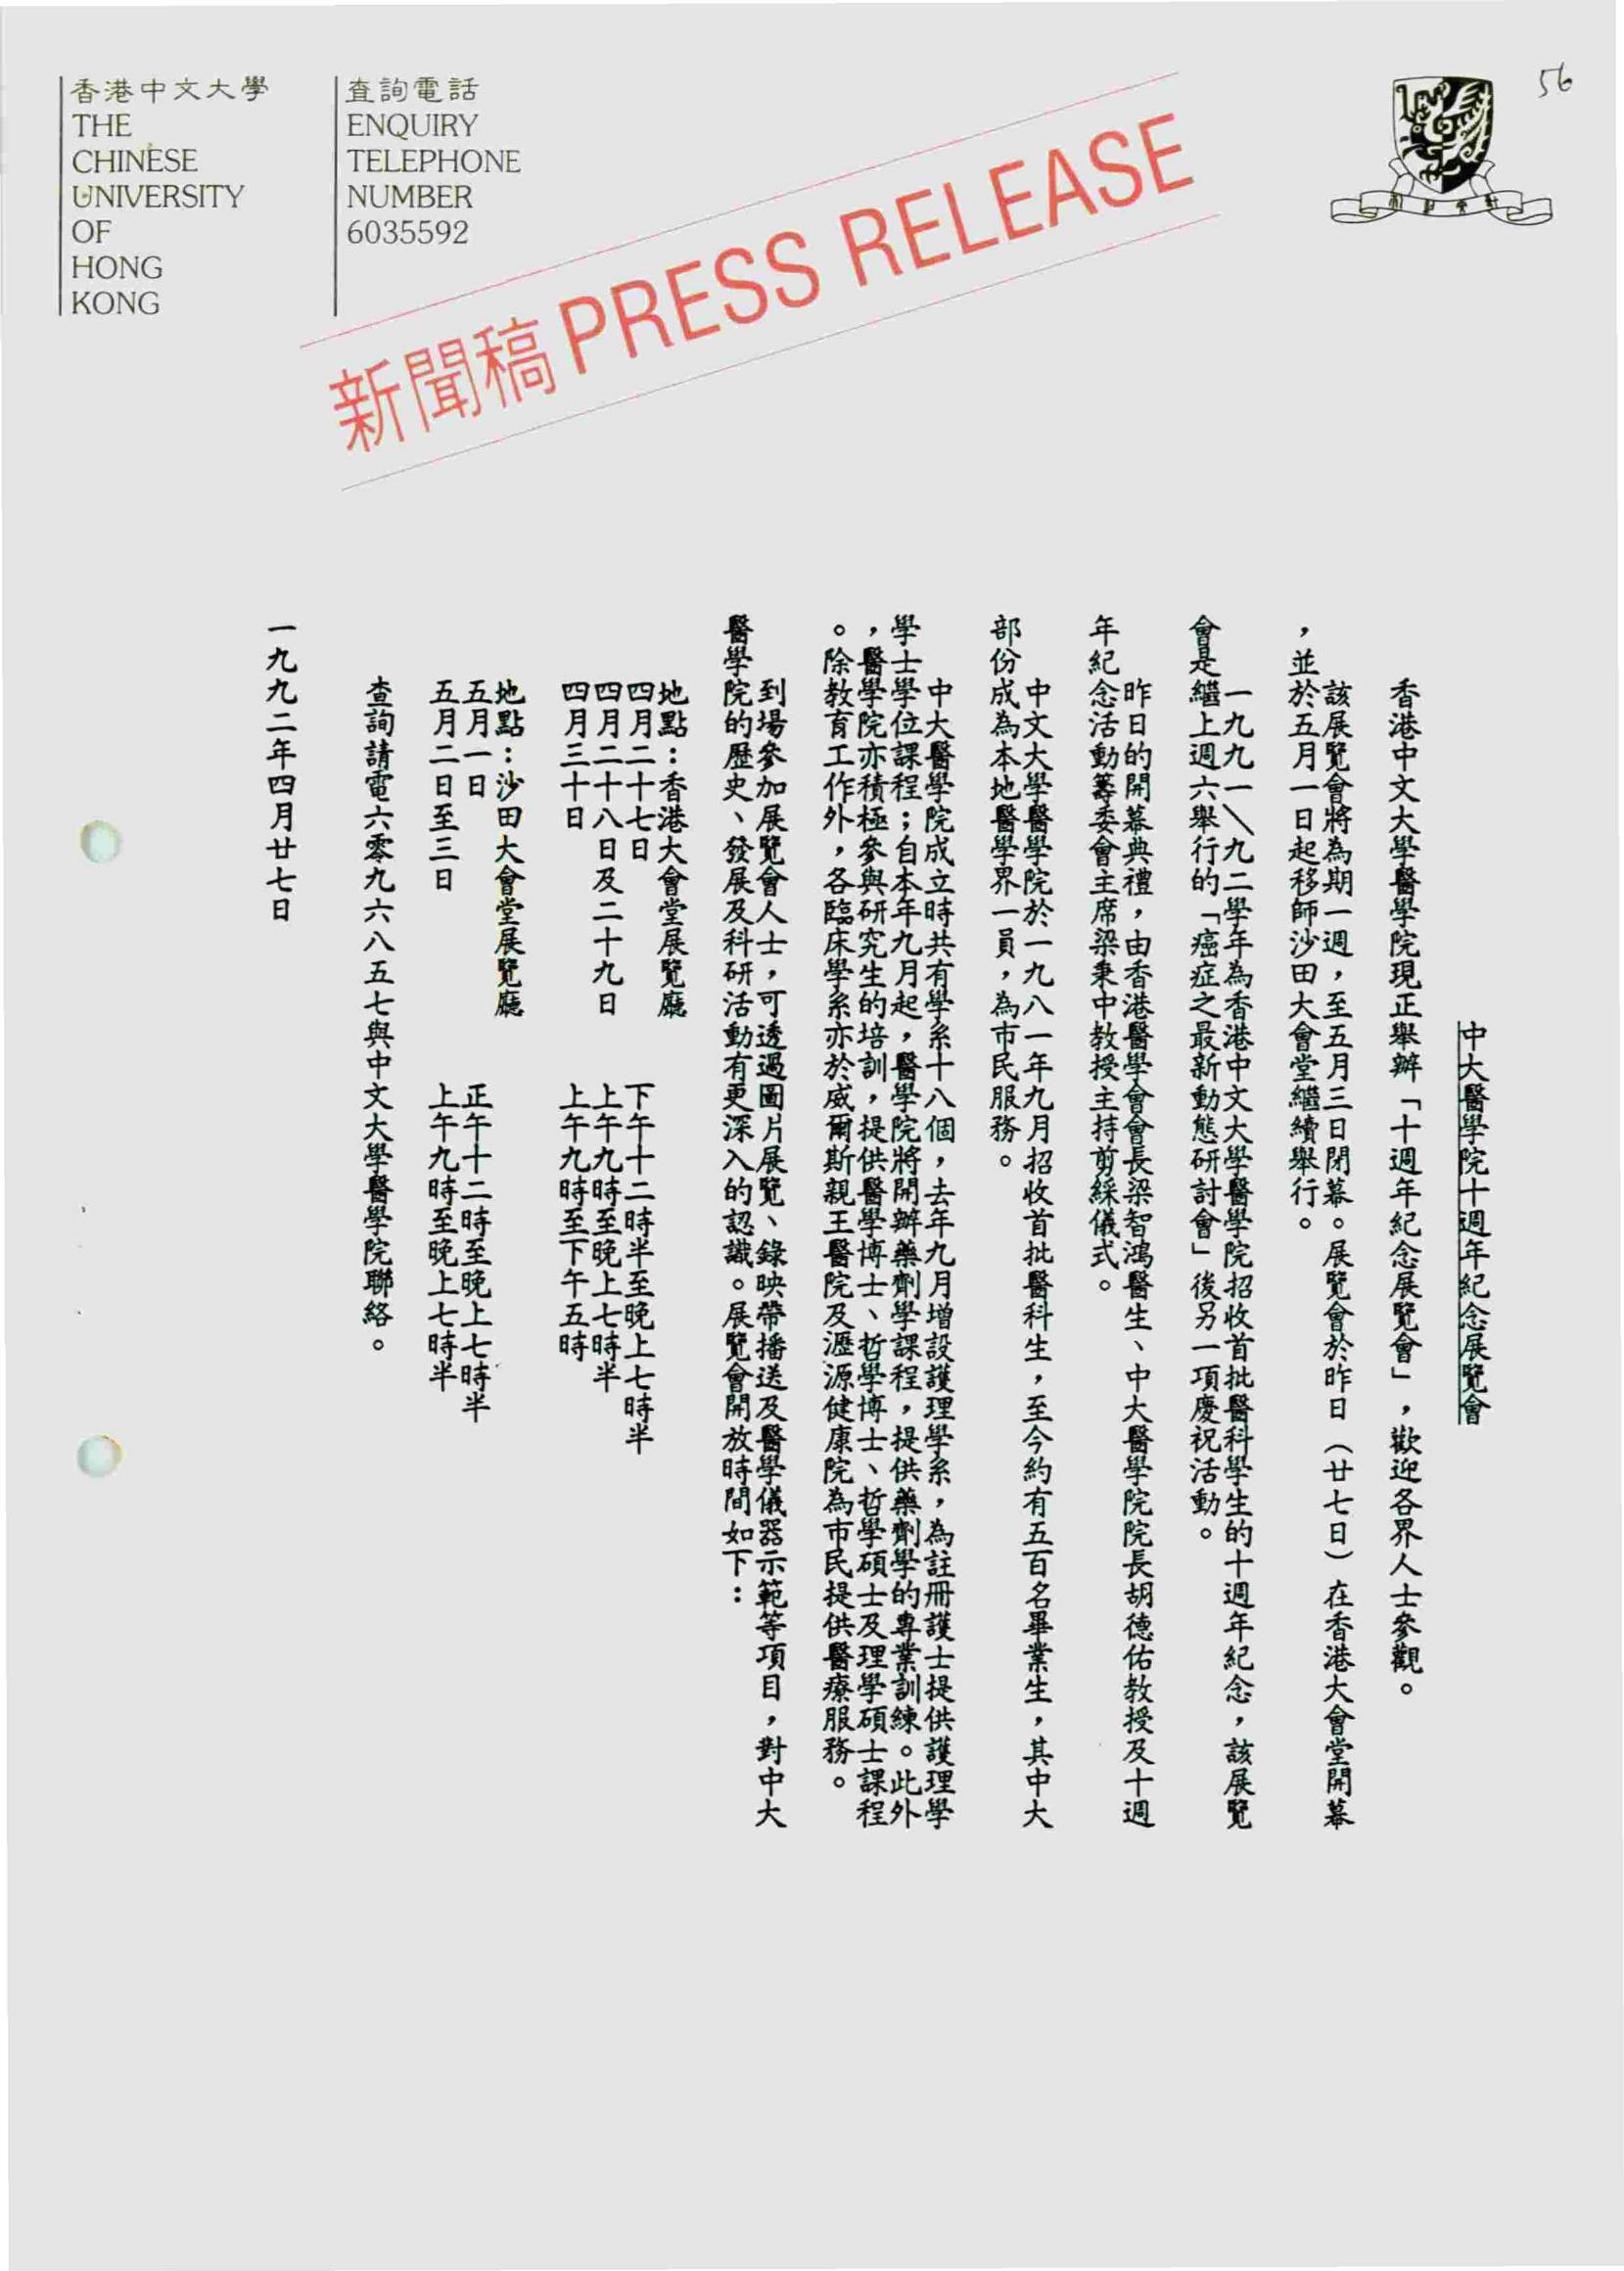 香港中文大學
THE
CHINESE
UNIVERSITY
OF
HONG
KONG
查詢電話
ENQUIRY
TELEPHONE
NUMBER
6035592
56
新聞稿 PRESS RELEASE
中大醫學院十週年紀念展覽會
香港中文大學醫學院現正舉辦「十週年紀念展覽會」，歡迎各界人士參觀。
該展覽會將為期一週，至五月三日閉幕。展覽會於昨日（廿七日）在香港大會堂開幕
，並於五月一日起移師沙田大會堂繼續舉行。
一九九一\九二學年為香港中文大學醫學院招收首批醫科學生的十週年紀念，該展覽
會是繼上週六舉行的「癌症之最新動態研討會」後另一項慶祝活動。
昨日的開幕典禮，由香港醫學會會長梁智鴻醫生、中大醫學院院長胡德佑教授及十週
年紀念活動籌委會主席梁秉中教授主持剪綵儀式。
中文大學醫學院於一九八一年九月招收首批醫科生，至今約有五百名畢業生，其中大
部份成為本地醫學界一員，為市民服務。
中大醫學院成立時共有學系十八個，去年九月增設護理學系，為註冊護士提供護理學
學士學位課程；自本年九月起，醫學院將開辦藥劑學課程，提供藥劑學的專業訓練。此外
，醫學院亦積極參與研究生的培訓，提供醫學博士、哲學博士、哲學碩士及理學碩士課程
。除教育工作外，各臨床學系亦於威爾斯親王醫院及瀝源健康院為市民提供醫療服務。
到場參加展覽會人士，可透過圖片展覽、錄映帶播送及醫學儀器示範等項目，對中大
醫學院的歷史、發展及科研活動有更深入的認識。展覽會開放時間如下：
地點：香港大會堂展覽廳
四月二十七日 下午十二時半至晚上七時半
四月二十八日及二十九日 上午九時至晚上七時半
四月三十日 上午九時至下午五時
地點：沙田大會堂展覽廳
五月一日 正午十二時至晚上七時半
五月二日至三日 上午九時至晚上七時半
查詢請電六零九六八五七與中文大學醫學院聯絡。
一九九二年四月廿七日